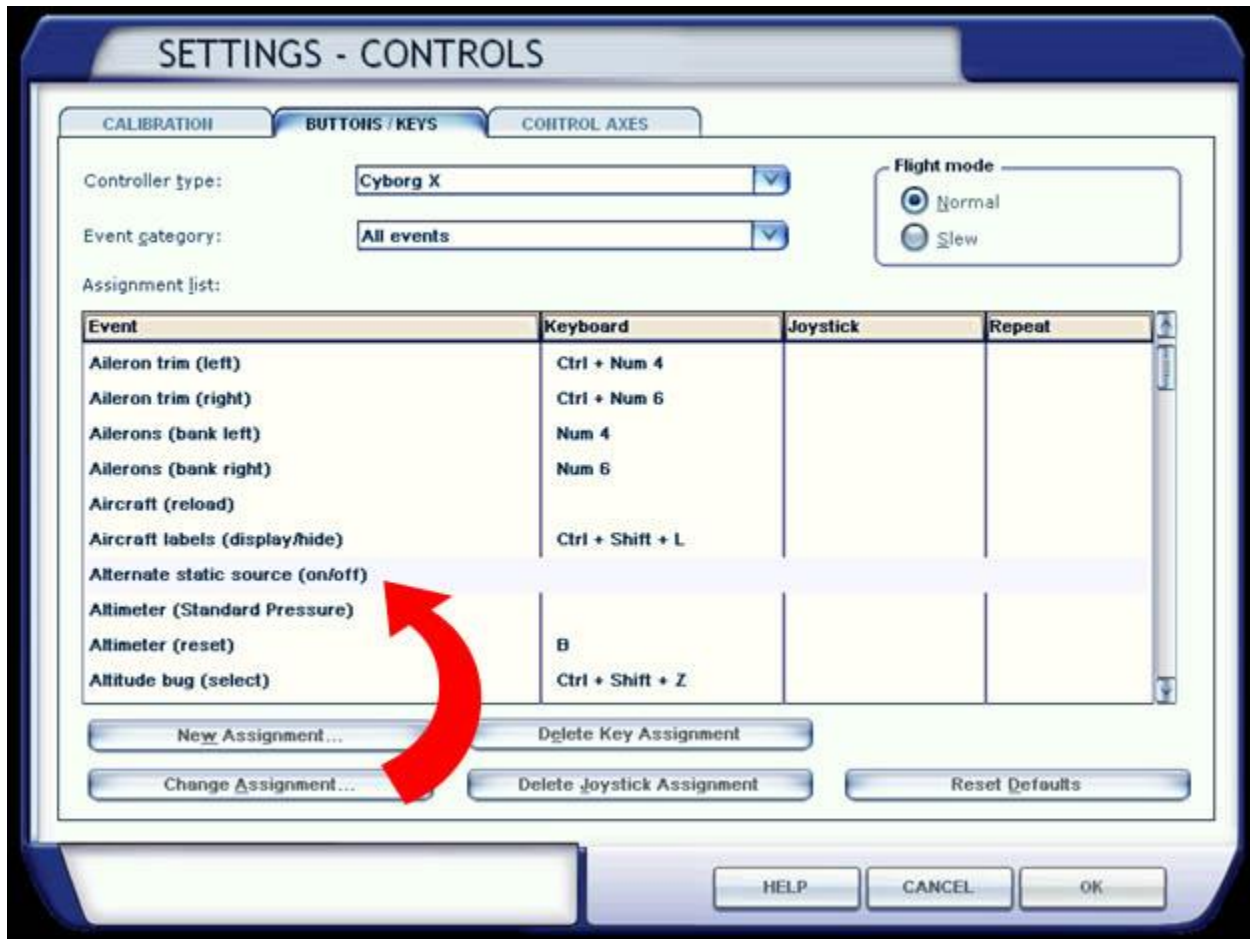 SETTINGS - CONTROLS
CALIBRATION BUTTONS / KEYS CONTROL AXES
Controller type: Cyborg X
Flight mode
Normal
Event category: All events
Slew
Assignment list:
Event Keyboard Joystick Repeat
Aileron trim (left) Ctrl + Num 4
Aileron trim (right) Ctrl + Num 6
Ailerons (bank left) Num 4
Ailerons (bank right) Num 6
Aircraft (reload)
Aircraft labels (display/hide) Ctrl + Shift + L
Alternate static source (on/off)
Altimeter (Standard Pressure)
Altimeter (reset) B
Altitude bug (select) Ctrl + Shift + Z
New Assignment... Delete Key Assignment
Change Assignment... Delete Joystick Assignment Reset Defaults
HELP CANCEL OK